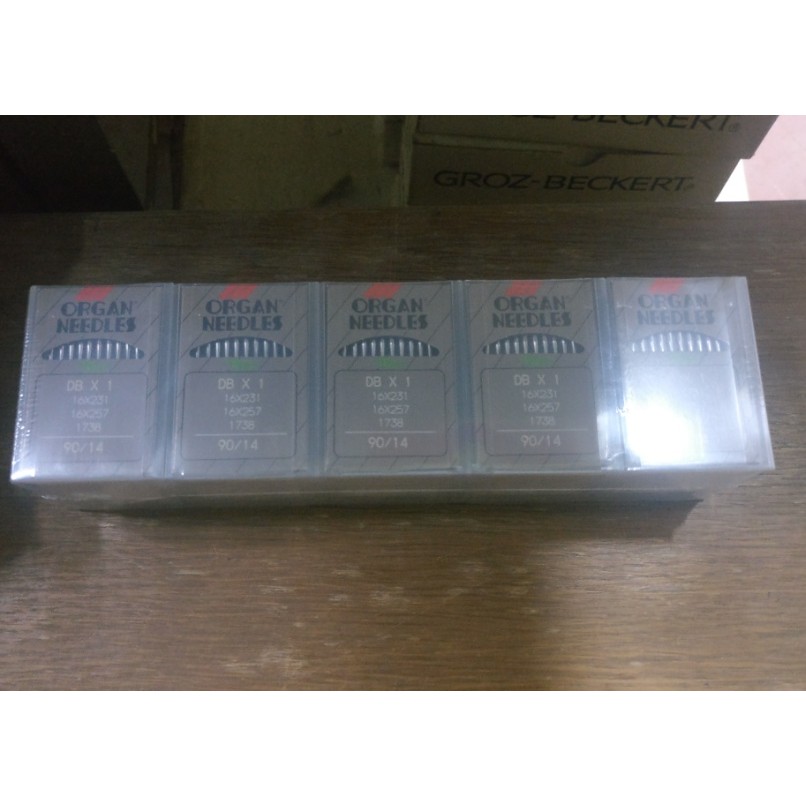 BECKERT®
GROZ-BECKERT®
ORGAN
NEEDLES
DB X 1
16X231
16X257
1738
90/14
ORGAN
NEEDLES
DB X 1
16X231
16X257
1738
90/14
ORGAN
NEEDLES
DB X 1
16X231
16X257
1738
90/14
ORGAN
NEEDLES
DB X 1
16X231
16X257
1738
90/14
ORGAN
NEEDLES